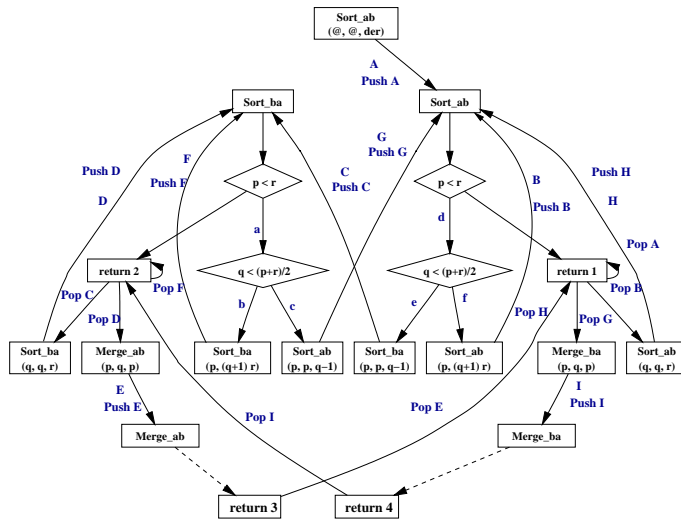 Sort_ab
(@, @, der)
A
Push A
Sort_ba
Sort_ab
G
Push G
F
Push F
C
Push C
Push D
D
B
Push B
Push H
H
p < r
p < r
a
d
Pop A
return 2
Pop F
q < (p+r)/2
q < (p+r)/2
return 1
Pop B
Pop C
Pop D
b
c
e
f
Pop H
Pop G
Sort_ba
(q, q, r)
Merge_ab
(p, q, p)
Sort_ba
(p, (q+1) r)
Sort_ab
(p, p, q−1)
Sort_ba
(p, p, q−1)
Sort_ab
(p, (q+1) r)
Merge_ba
(p, q, p)
Sort_ab
(q, q, r)
E
Push E
I
Push I
Pop I
Pop E
Merge_ab
Merge_ba
return 3
return 4